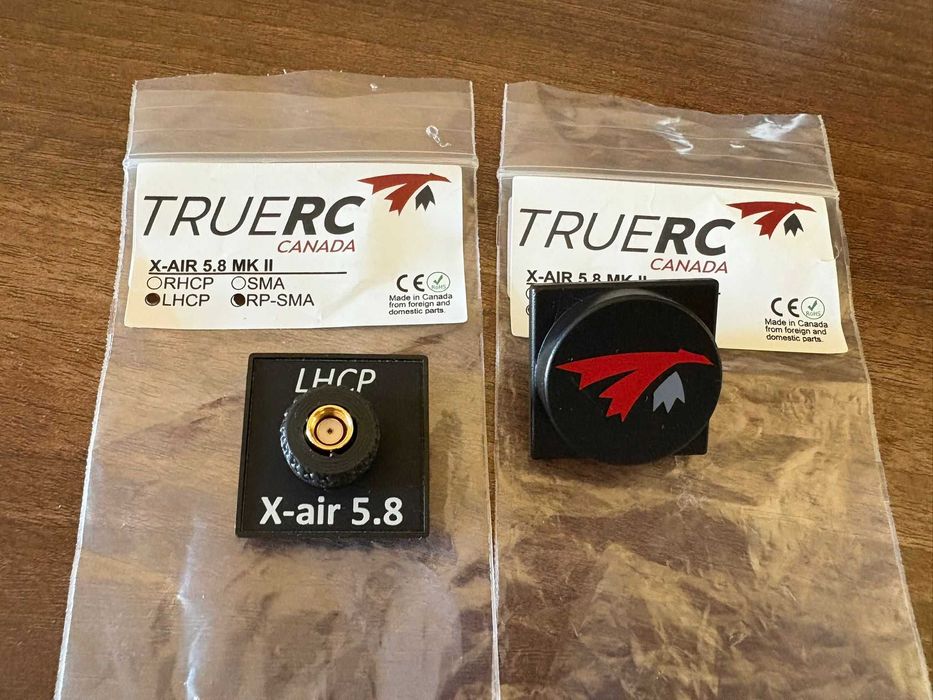 TRUERC
CANADA
X-AIR 5.8 MK II
RHCP SMA
LHCP RP-SMA
CE RoHS
Made in Canada
from foreign and
domestic parts.
LHCP
X-air 5.8
TRUERC
CANADA
X-AIR 5.8 MK II
CE RoHS
Made in Canada
from foreign and
domestic parts.